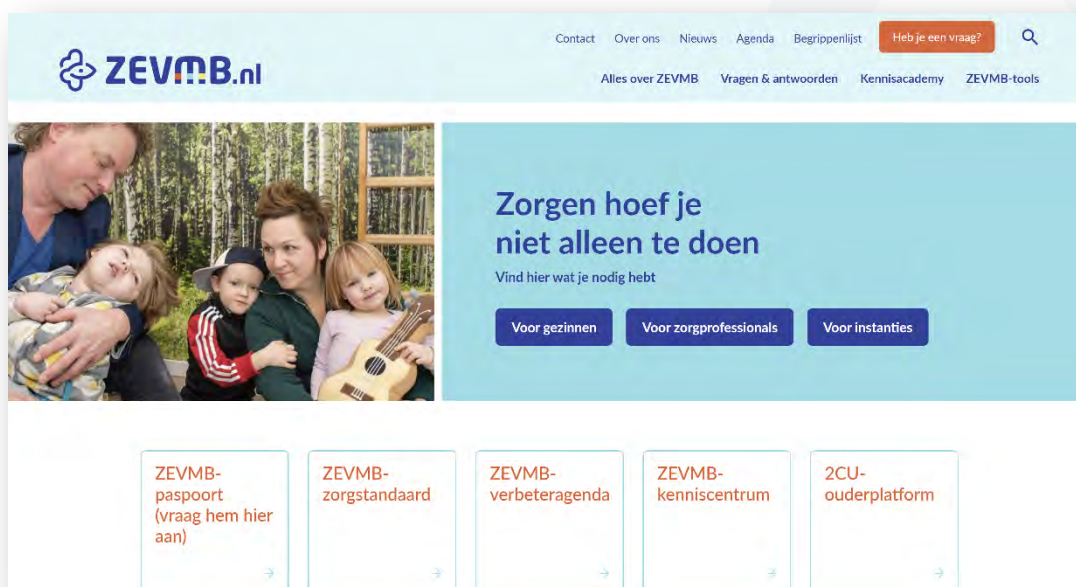 Contact Over ons Nieuws Agenda Begrippenlijst Heb je een vraag?
ZEVMB.nl
Alles over ZEVMB Vragen & antwoorden Kennisacademy ZEVMB-tools
Zorgen hoef je
niet alleen te doen
Vind hier wat je nodig hebt
Voor gezinnen Voor zorgprofessionals Voor instanties
ZEVMB-
paspoort
(vraag hem hier
aan)
ZEVMB-
zorgstandaard
ZEVMB-
verbeteragenda
ZEVMB-
kenniscentrum
2CU-
ouderplatform